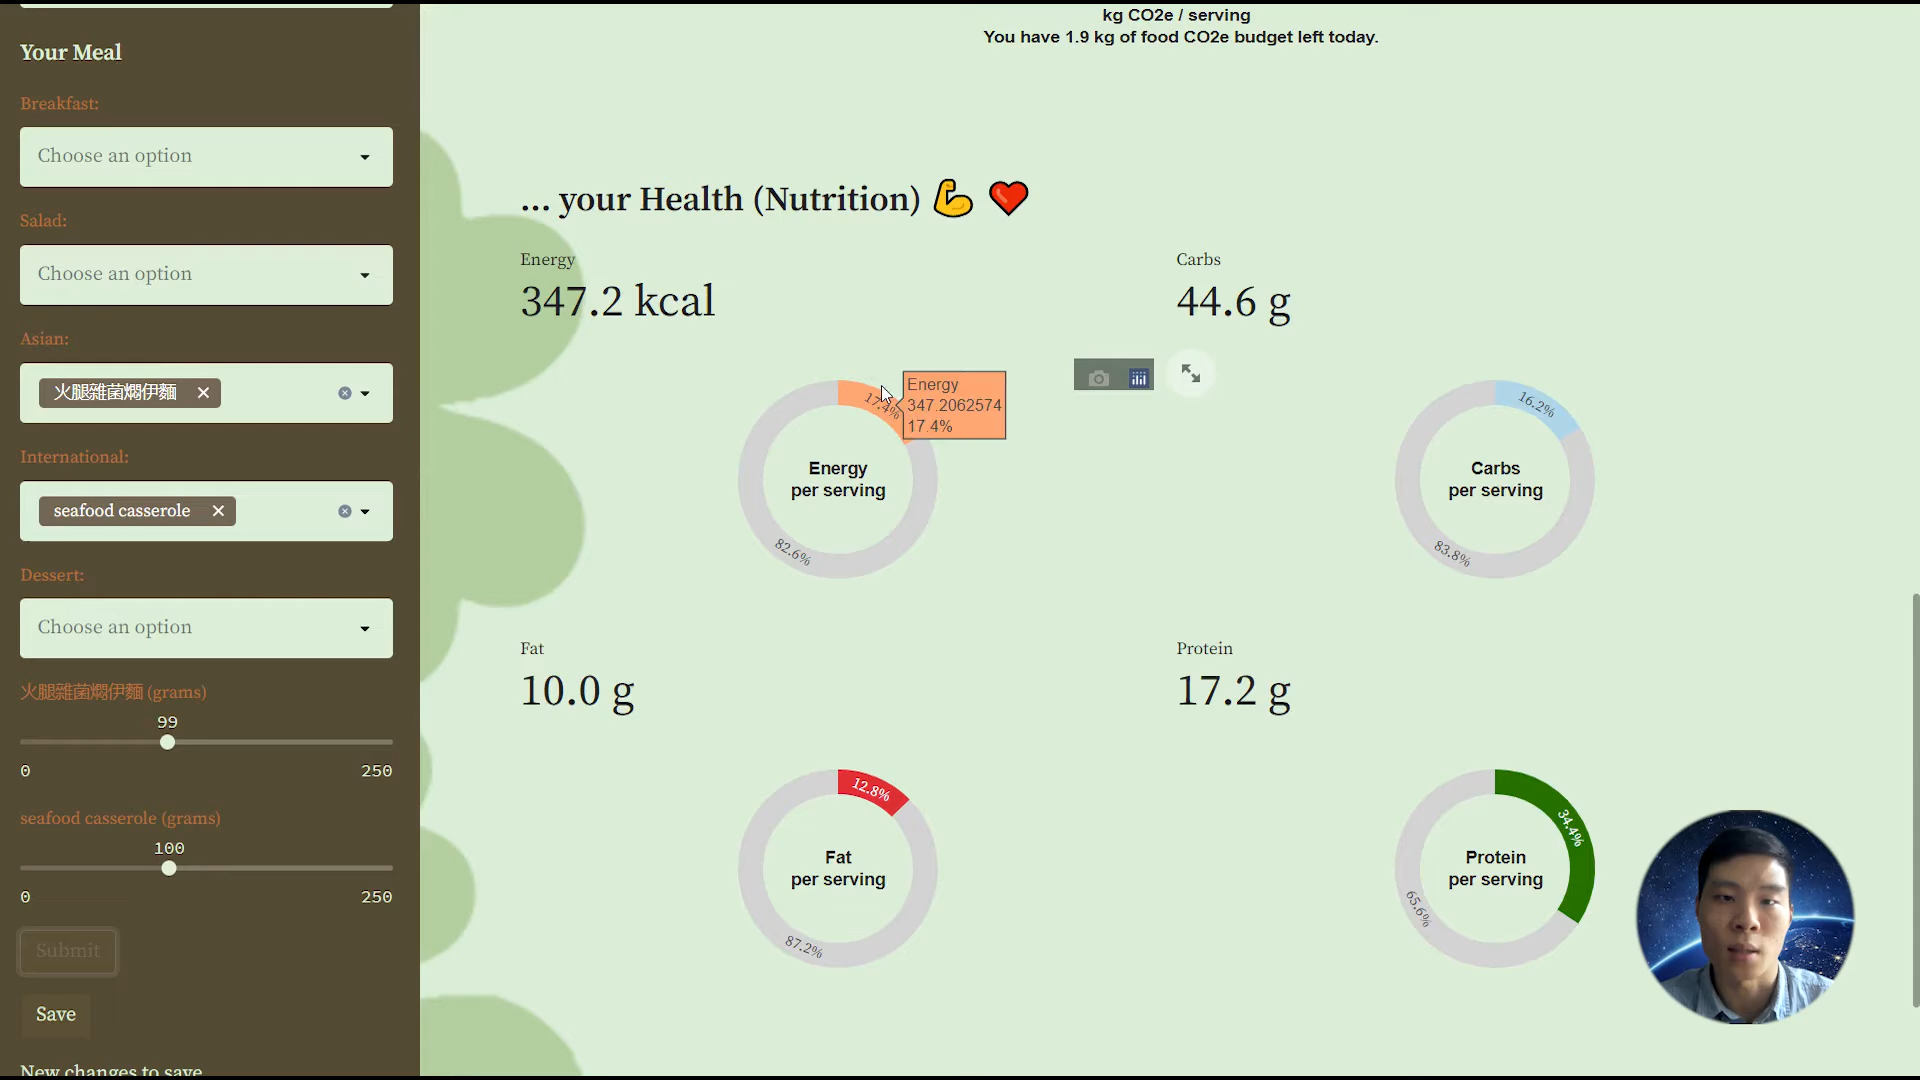 Your Meal
Breakfast:
Choose an option
Salad:
Choose an option
Asian:
火腿雜菌燜伊麵
International:
seafood casserole
Dessert:
Choose an option
火腿雜菌燜伊麵 (grams)
99
0 250
seafood casserole (grams)
100
0 250
Submit
Save
New changes to save
kg CO2e / serving
You have 1.9 kg of food CO2e budget left today.
... your Health (Nutrition) 💪 ❤️
Energy
347.2 kcal
17.4%
Energy
347.2062574
17.4%
Energy
per serving
82.6%
Carbs
44.6 g
16.2%
Carbs
per serving
83.8%
Fat
10.0 g
12.8%
Fat
per serving
87.2%
Protein
17.2 g
34.4%
Protein
per serving
65.6%